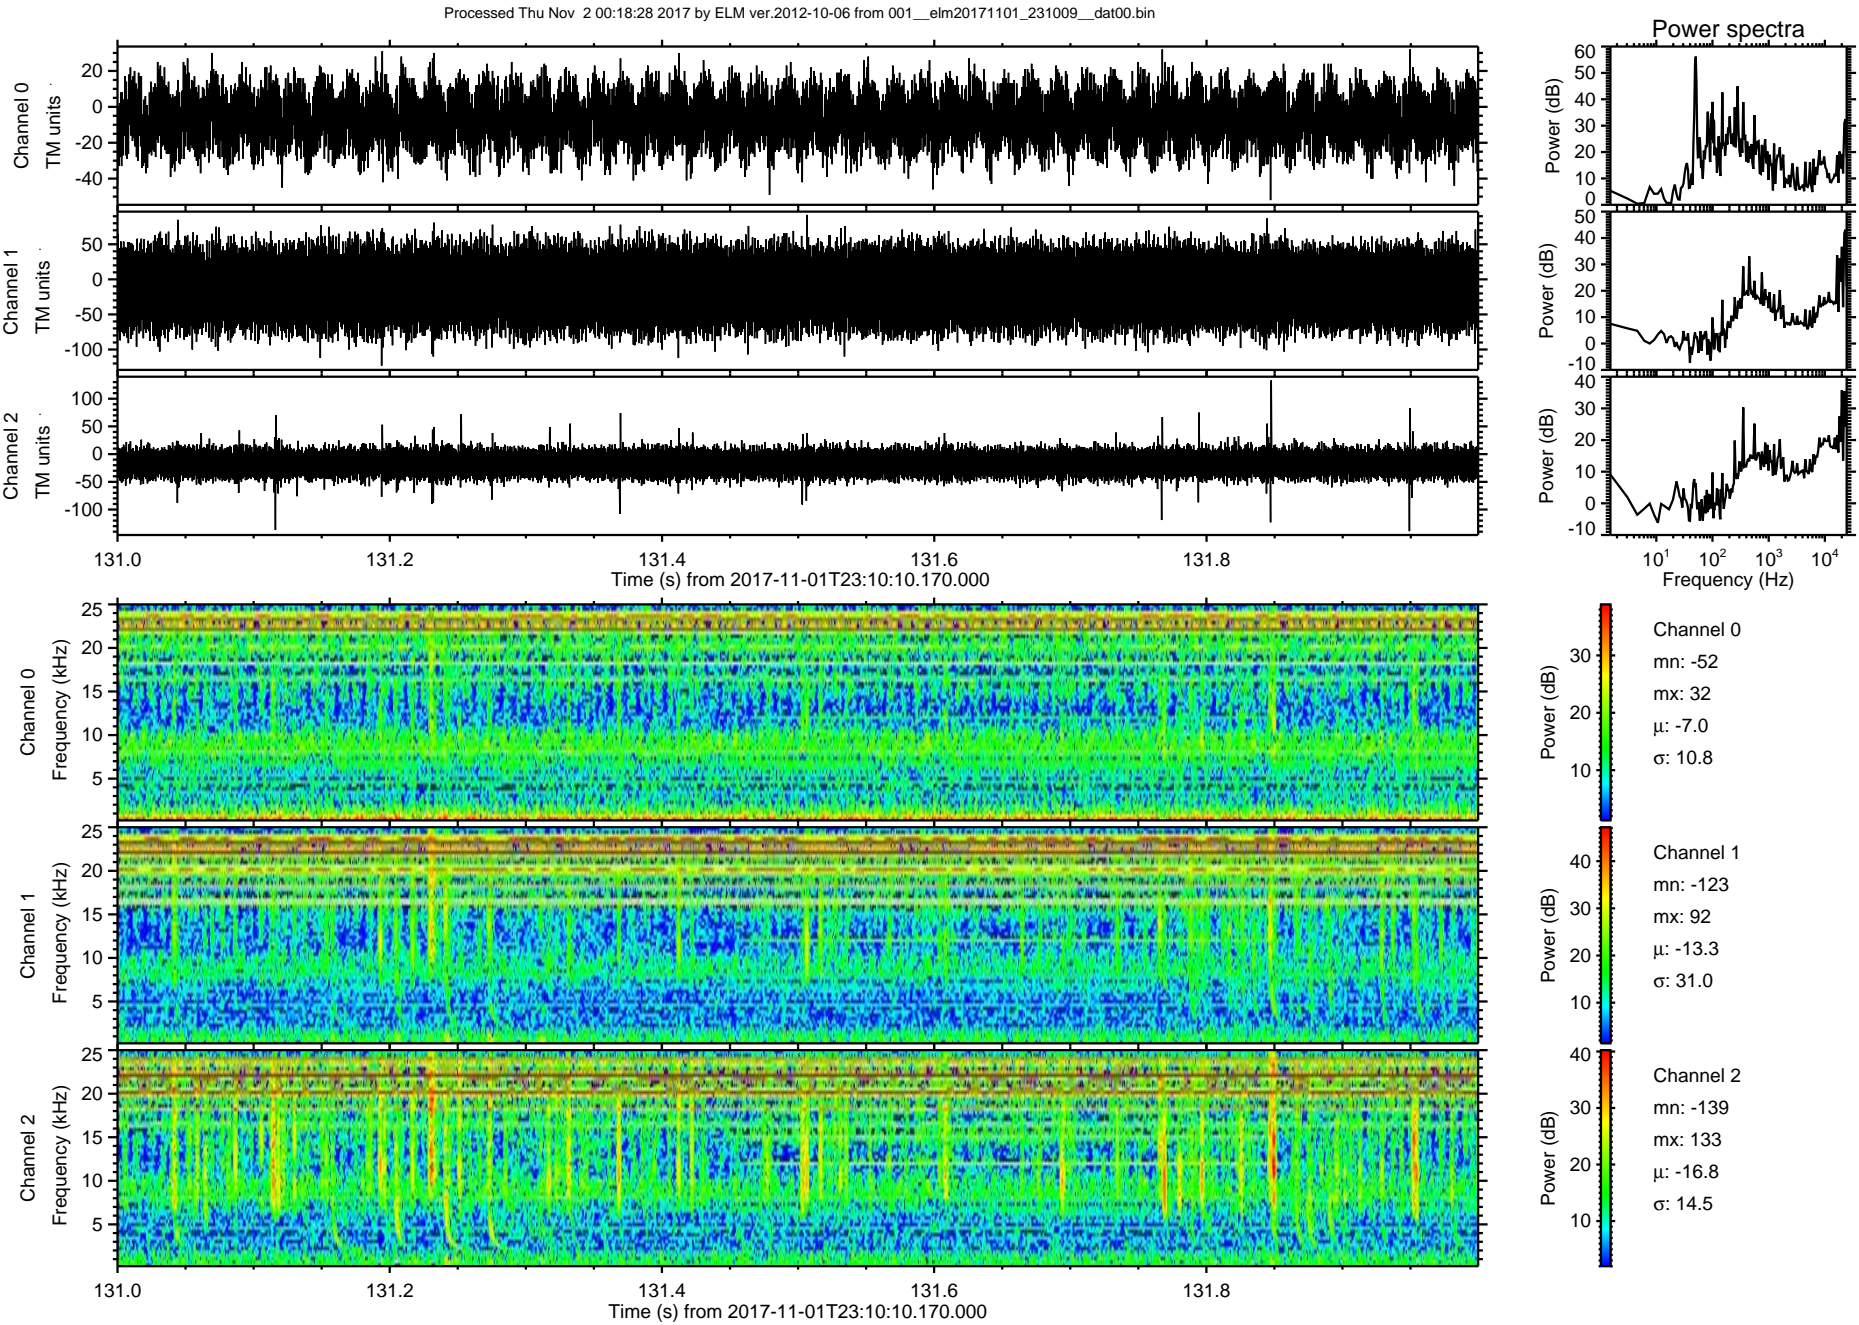 Processed Thu Nov  2 00:18:28 2017 by ELM ver.2012-10-06 from 001__elm20171101_231009__dat00.bin
Power spectra
Channel 0
TM units
20
0
-20
-40
Power (dB)
60
50
40
30
20
10
0
Channel 1
TM units
50
0
-50
-100
Power (dB)
50
40
30
20
10
0
-10
Channel 2
TM units
100
50
0
-50
-100
Power (dB)
40
30
20
10
0
-10
131.0 131.2 131.4 131.6 131.8
Time (s) from 2017-11-01T23:10:10.170.000
10¹ 10² 10³ 10⁴
Frequency (Hz)
Channel 0
Frequency (kHz)
25
20
15
10
5
Power (dB)
30
20
10
Channel 0
mn: -52
mx: 32
μ: -7.0
σ: 10.8
Channel 1
Frequency (kHz)
25
20
15
10
5
Power (dB)
40
30
20
10
Channel 1
mn: -123
mx: 92
μ: -13.3
σ: 31.0
Channel 2
Frequency (kHz)
25
20
15
10
5
Power (dB)
40
30
20
10
Channel 2
mn: -139
mx: 133
μ: -16.8
σ: 14.5
131.0 131.2 131.4 131.6 131.8
Time (s) from 2017-11-01T23:10:10.170.000